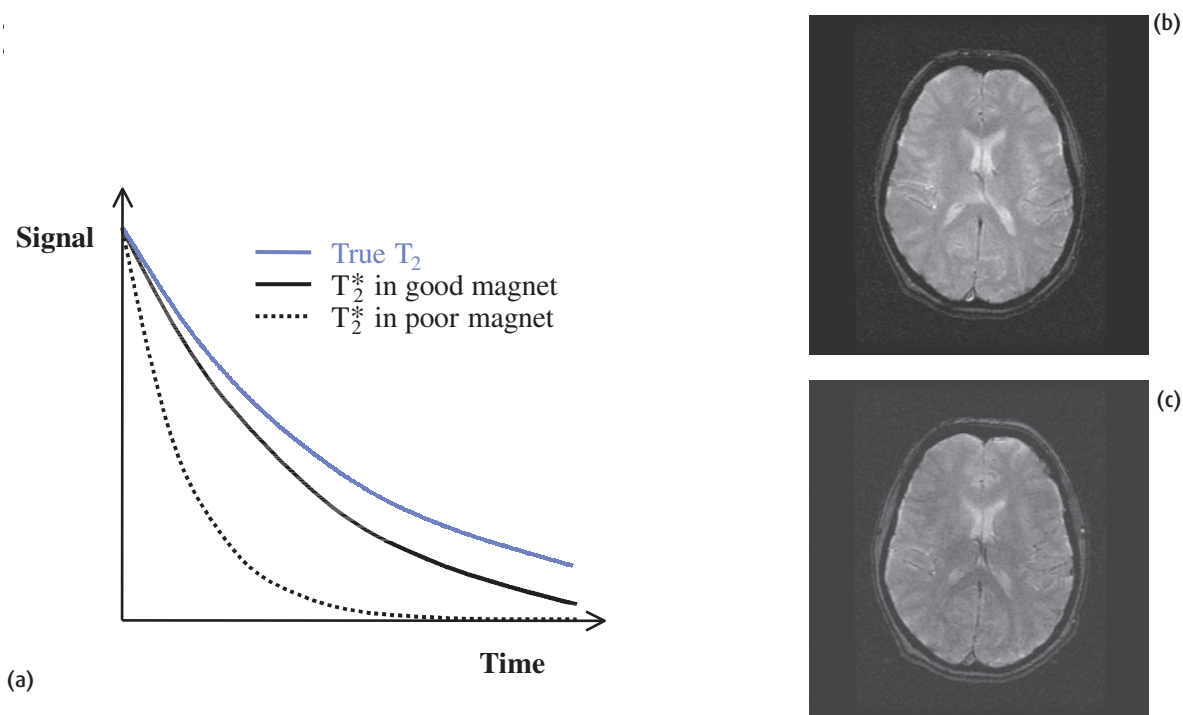 (b)
Signal
True T₂
T₂* in good magnet
T₂* in poor magnet
(c)
Time
(a)